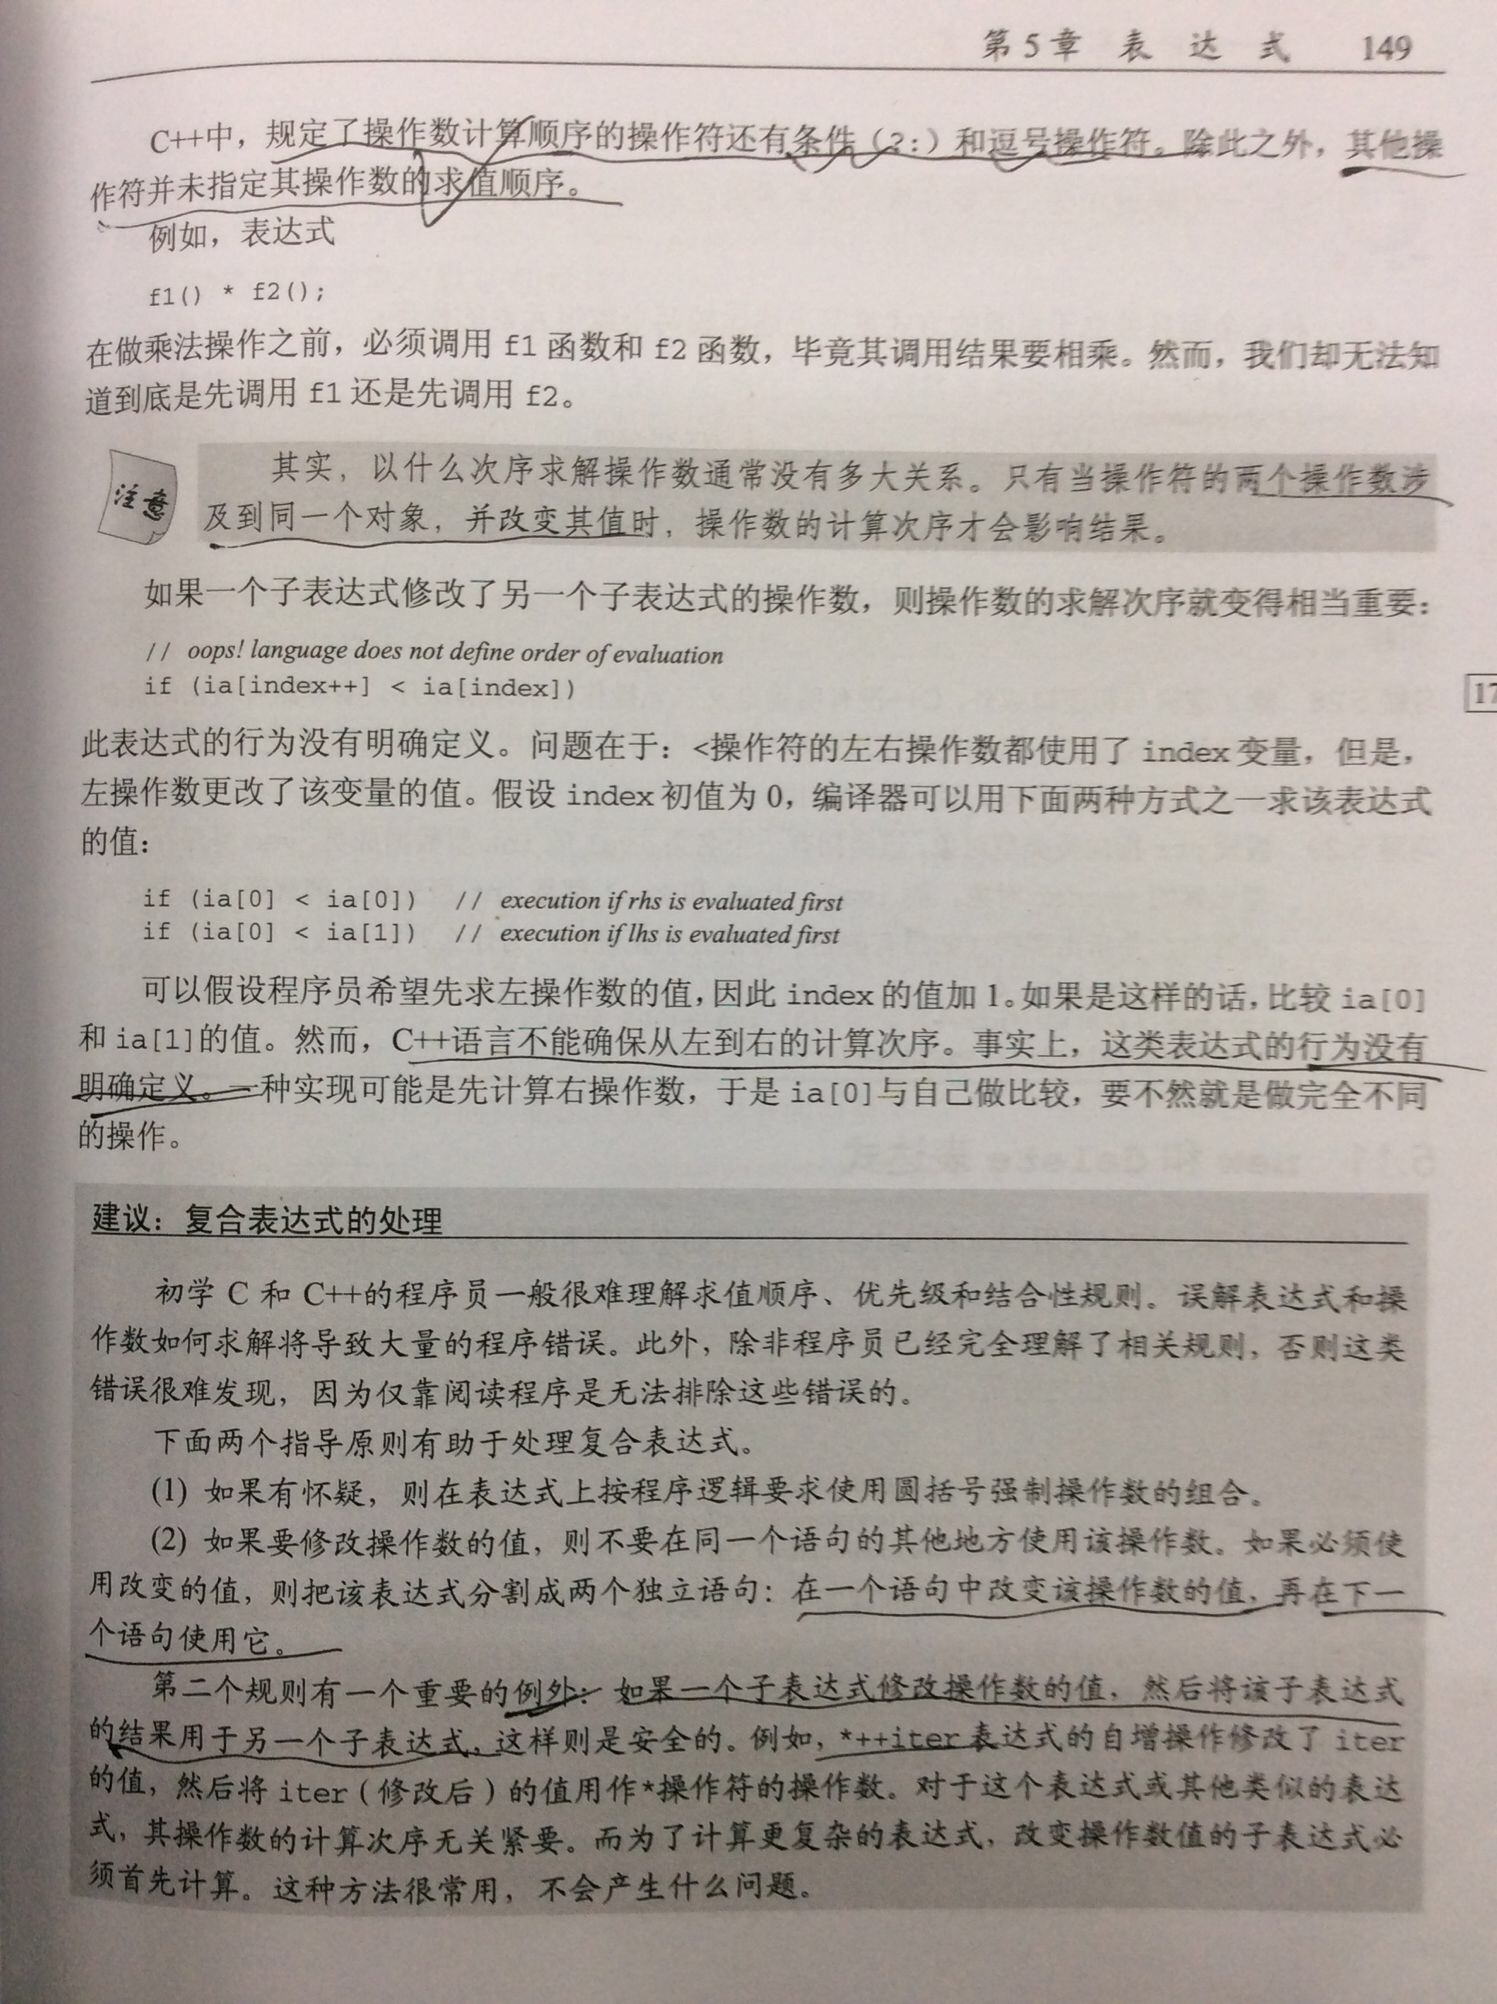 第5章 表 达 式 149
C++中，规定了操作数计算顺序的操作符还有条件（?:）和逗号操作符。除此之外，其他操
作符并未指定其操作数的求值顺序。
例如，表达式
f1() * f2();
在做乘法操作之前，必须调用 f1 函数和 f2 函数，毕竟其调用结果要相乘。然而，我们却无法知
道到底是先调用 f1 还是先调用 f2。
注意
其实，以什么次序求解操作数通常没有多大关系。只有当操作符的两个操作数涉
及到同一个对象，并改变其值时，操作数的计算次序才会影响结果。
如果一个子表达式修改了另一个子表达式的操作数，则操作数的求解次序就变得相当重要：
// oops! language does not define order of evaluation
if (ia[index++] < ia[index])
17
此表达式的行为没有明确定义。问题在于：<操作符的左右操作数都使用了 index 变量，但是，
左操作数更改了该变量的值。假设 index 初值为 0，编译器可以用下面两种方式之一求该表达式
的值：
if (ia[0] < ia[0]) // execution if rhs is evaluated first
if (ia[0] < ia[1]) // execution if lhs is evaluated first
可以假设程序员希望先求左操作数的值，因此 index 的值加 1。如果是这样的话，比较 ia[0]
和 ia[1]的值。然而，C++语言不能确保从左到右的计算次序。事实上，这类表达式的行为没有
明确定义。一种实现可能是先计算右操作数，于是 ia[0]与自己做比较，要不然就是做完全不同
的操作。
建议：复合表达式的处理
初学 C 和 C++的程序员一般很难理解求值顺序、优先级和结合性规则。误解表达式和操
作数如何求解将导致大量的程序错误。此外，除非程序员已经完全理解了相关规则，否则这类
错误很难发现，因为仅靠阅读程序是无法排除这些错误的。
下面两个指导原则有助于处理复合表达式。
(1) 如果有怀疑，则在表达式上按程序逻辑要求使用圆括号强制操作数的组合。
(2) 如果要修改操作数的值，则不要在同一个语句的其他地方使用该操作数。如果必须使
用改变的值，则把该表达式分割成两个独立语句：在一个语句中改变该操作数的值，再在下一
个语句使用它。
第二个规则有一个重要的例外：如果一个子表达式修改操作数的值，然后将该子表达式
的结果用于另一个子表达式，这样则是安全的。例如，*++iter 表达式的自增操作修改了 iter
的值，然后将 iter（修改后）的值用作*操作符的操作数。对于这个表达式或其他类似的表达
式，其操作数的计算次序无关紧要。而为了计算更复杂的表达式，改变操作数值的子表达式必
须首先计算。这种方法很常用，不会产生什么问题。